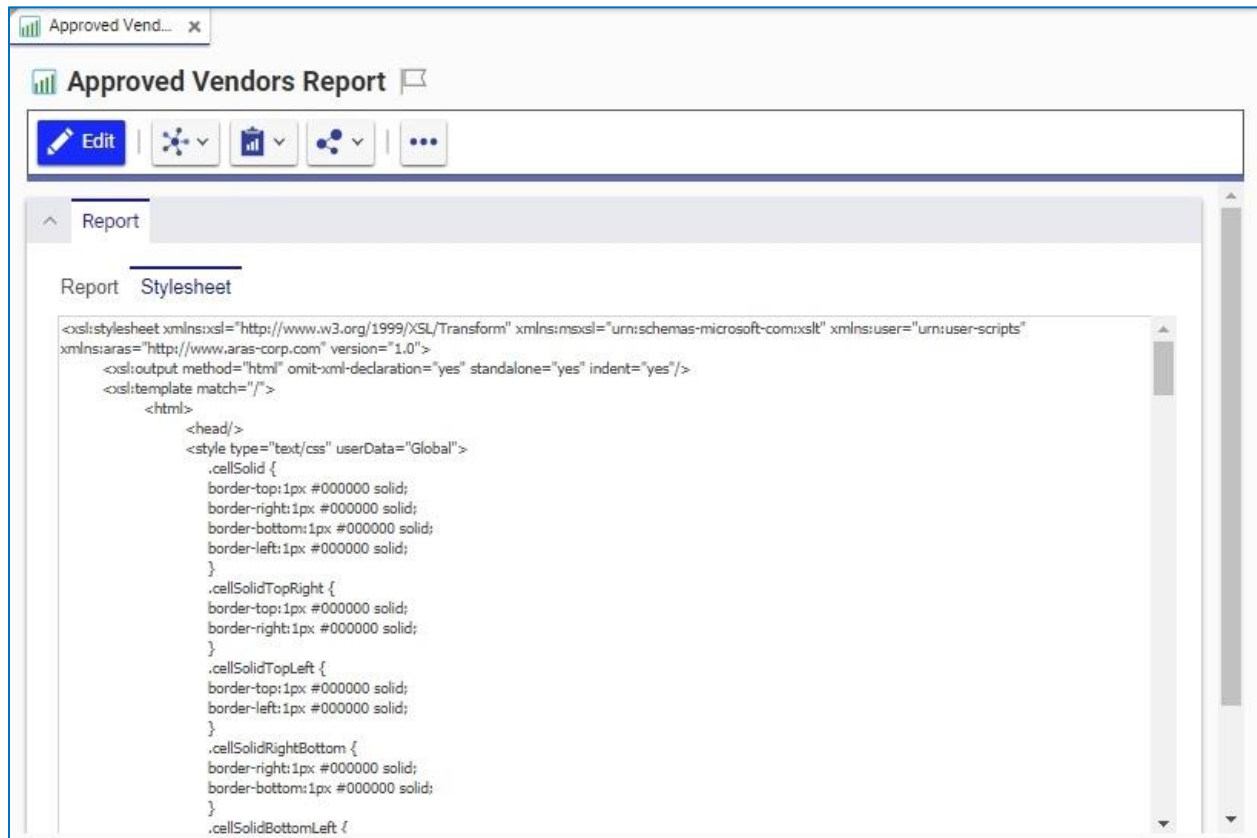 Approved Vend...
Approved Vendors Report
Edit
Report
Report Stylesheet
<xsl:stylesheet xmlns:xsl="http://www.w3.org/1999/XSL/Transform" xmlns:msxsl="urn:schemas-microsoft-com:xslt" xmlns:user="urn:user-scripts"
xmlns:aras="http://www.aras-corp.com" version="1.0">
<xsl:output method="html" omit-xml-declaration="yes" standalone="yes" indent="yes"/>
<xsl:template match="/">
<html>
<head/>
<style type="text/css" userData="Global">
.cellSolid {
border-top:1px #000000 solid;
border-right:1px #000000 solid;
border-bottom:1px #000000 solid;
border-left:1px #000000 solid;
}
.cellSolidTopRight {
border-top:1px #000000 solid;
border-right:1px #000000 solid;
}
.cellSolidTopLeft {
border-top:1px #000000 solid;
border-left:1px #000000 solid;
}
.cellSolidRightBottom {
border-right:1px #000000 solid;
border-bottom:1px #000000 solid;
}
.cellSolidBottomLeft {